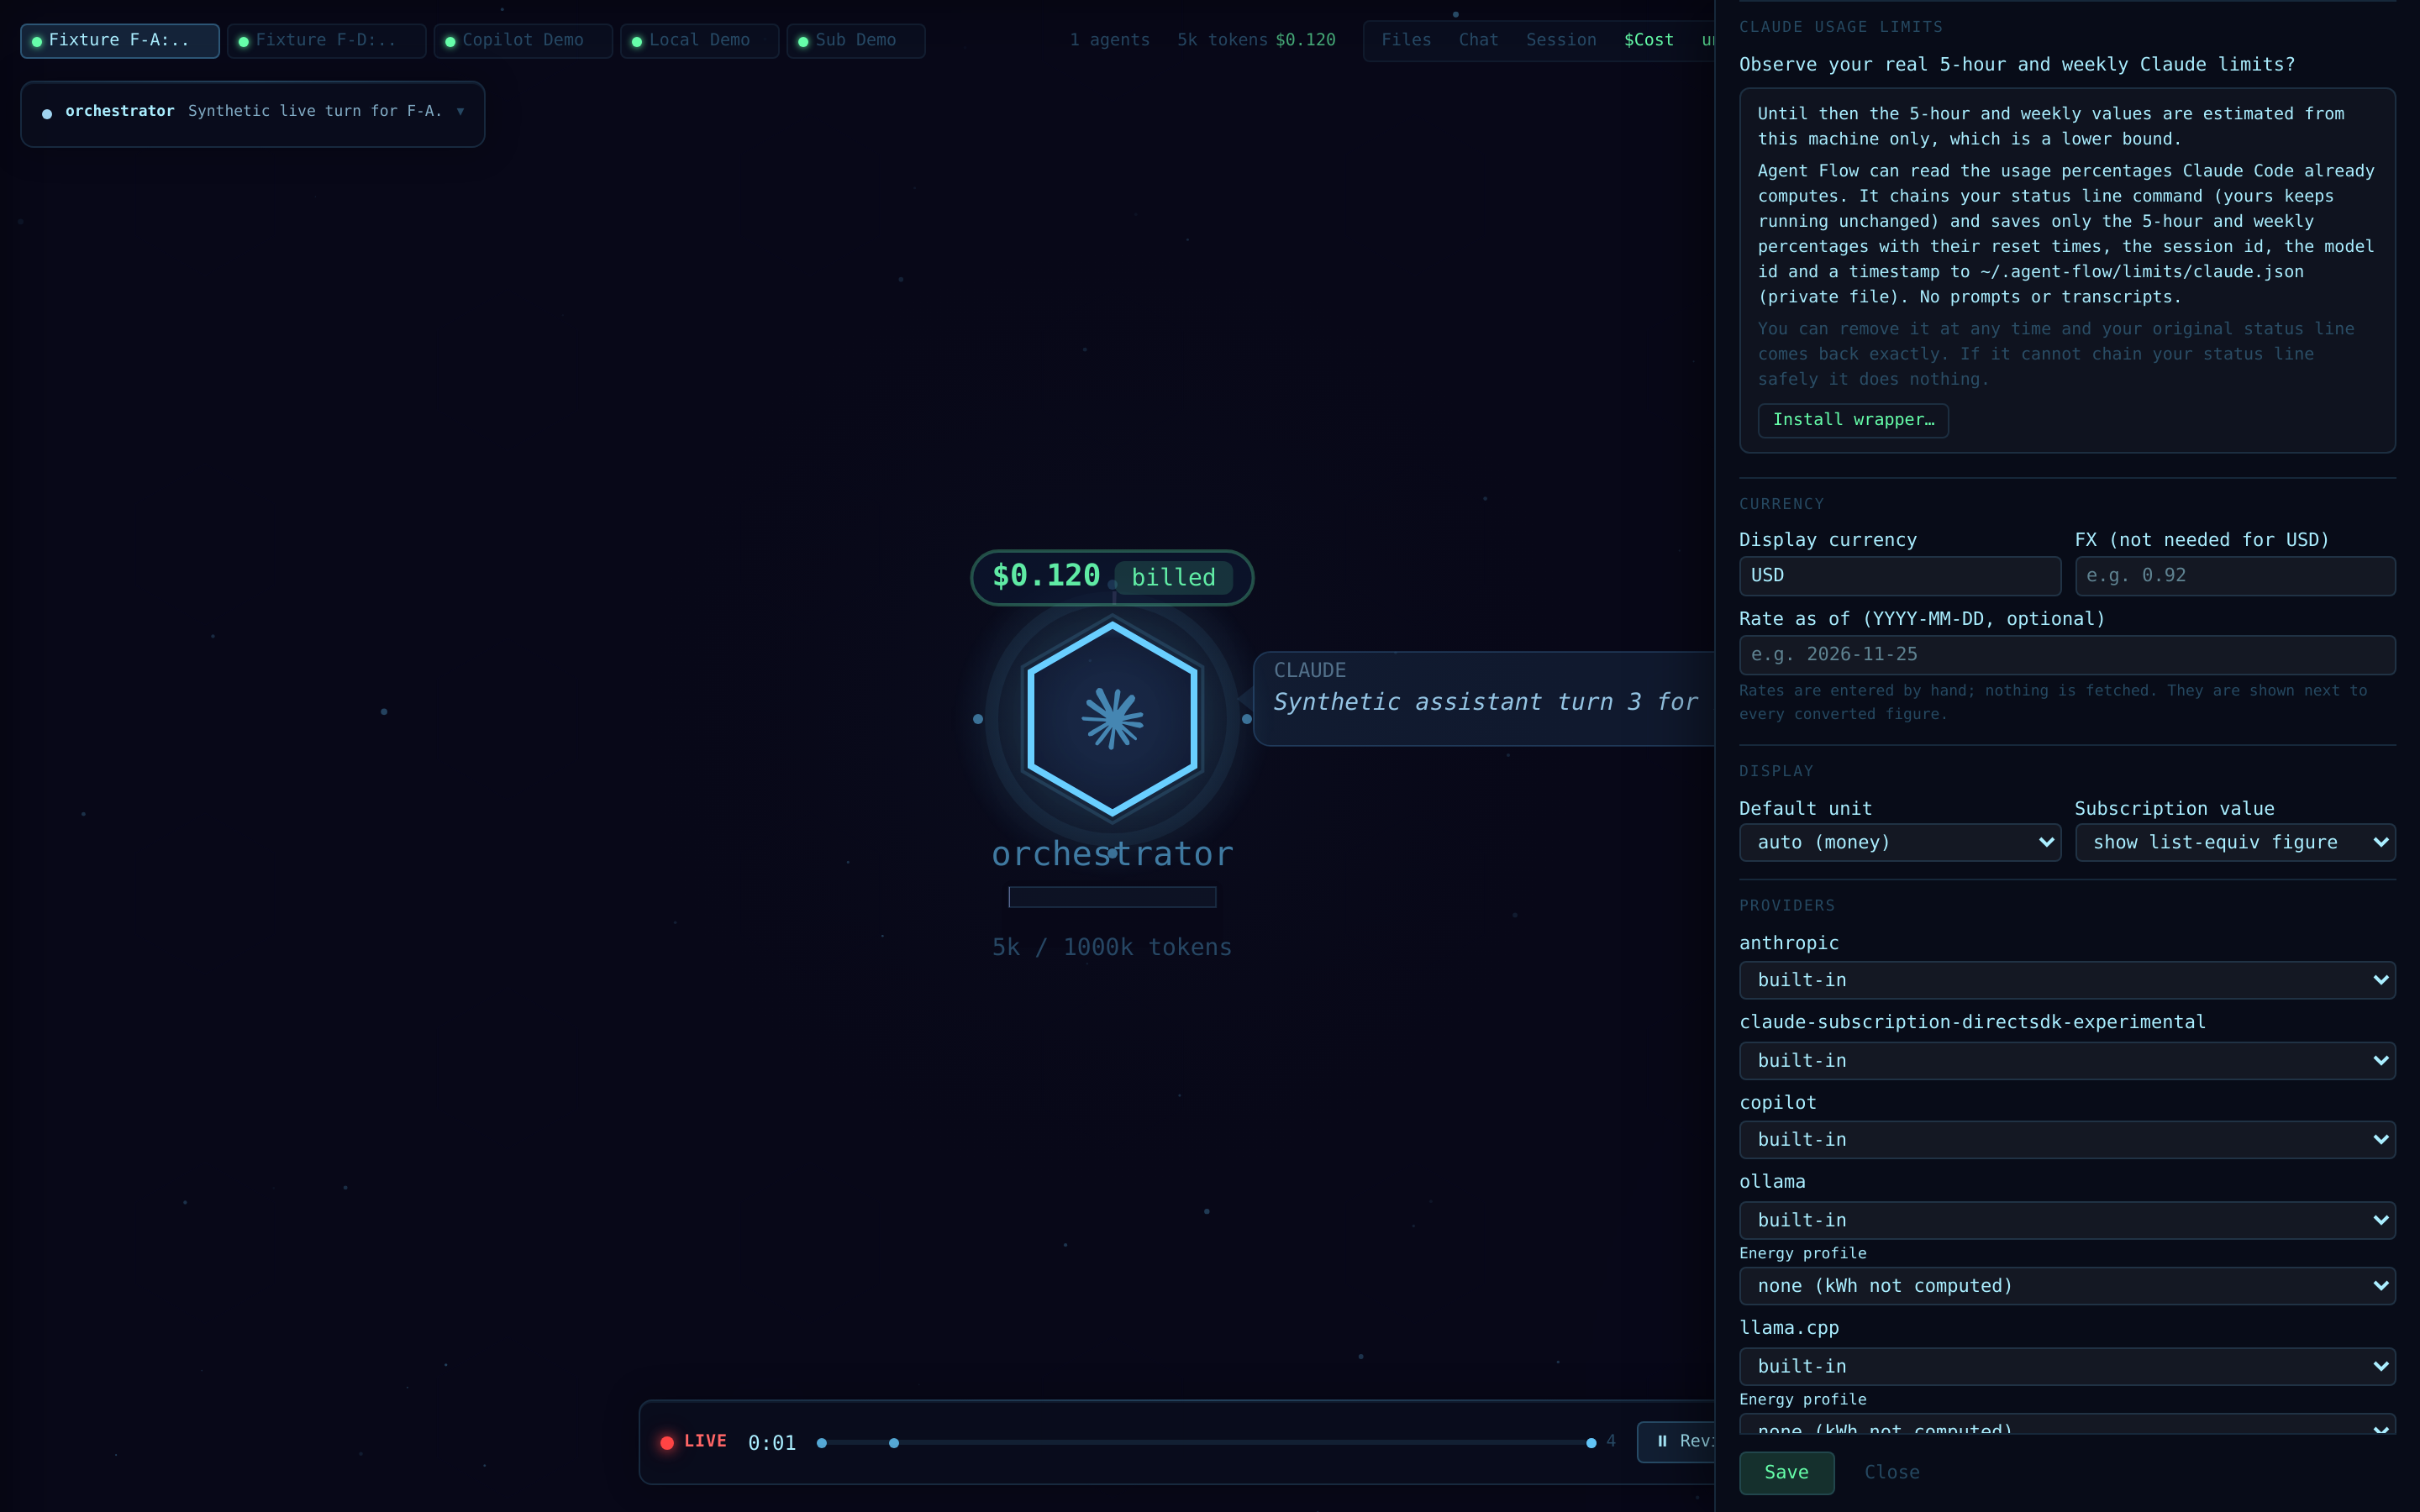 Fixture F-A:..
Fixture F-D:..
Copilot Demo
Local Demo
Sub Demo
1 agents
5k tokens $0.120
Files
Chat
Session
$Cost
orchestrator Synthetic live turn for F-A. ▼
$0.120 billed
CLAUDE
Synthetic assistant turn 3 for
orchestrator
5k / 1000k tokens
LIVE
0:01
4
CLAUDE USAGE LIMITS
Observe your real 5-hour and weekly Claude limits?
Until then the 5-hour and weekly values are estimated from
this machine only, which is a lower bound.
Agent Flow can read the usage percentages Claude Code already
computes. It chains your status line command (yours keeps
running unchanged) and saves only the 5-hour and weekly
percentages with their reset times, the session id, the model
id and a timestamp to ~/.agent-flow/limits/claude.json
(private file). No prompts or transcripts.
You can remove it at any time and your original status line
comes back exactly. If it cannot chain your status line
safely it does nothing.
Install wrapper…
CURRENCY
Display currency
FX (not needed for USD)
USD
e.g. 0.92
Rate as of (YYYY-MM-DD, optional)
e.g. 2026-11-25
Rates are entered by hand; nothing is fetched. They are shown next to
every converted figure.
DISPLAY
Default unit
Subscription value
auto (money)
show list-equiv figure
PROVIDERS
anthropic
built-in
claude-subscription-directsdk-experimental
built-in
copilot
built-in
ollama
built-in
Energy profile
none (kWh not computed)
llama.cpp
built-in
Energy profile
none (kWh not computed)
Save
Close